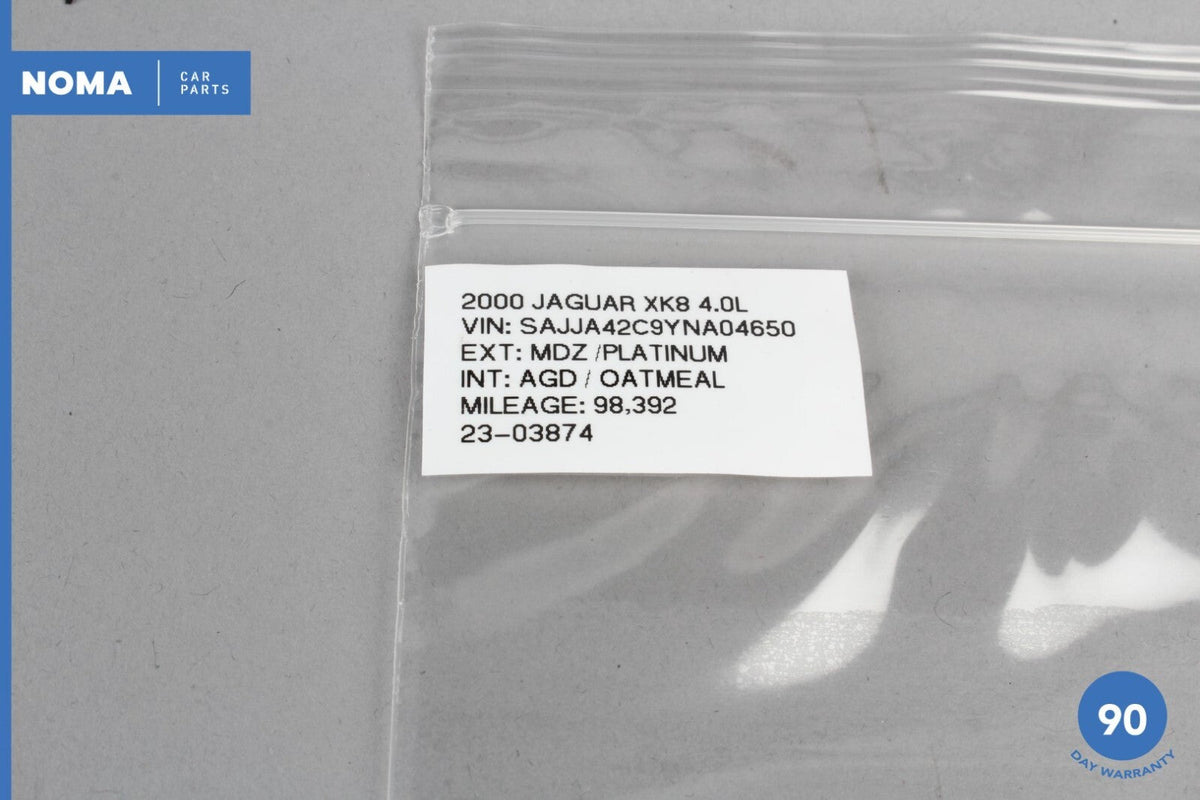 NOMA
CAR
PARTS
2000 JAGUAR XK8 4.0L
VIN: SAJJA42C9YNA04650
EXT: MDZ /PLATINUM
INT: AGD / OATMEAL
MILEAGE: 98,392
23-03874
90
DAY WARRANTY